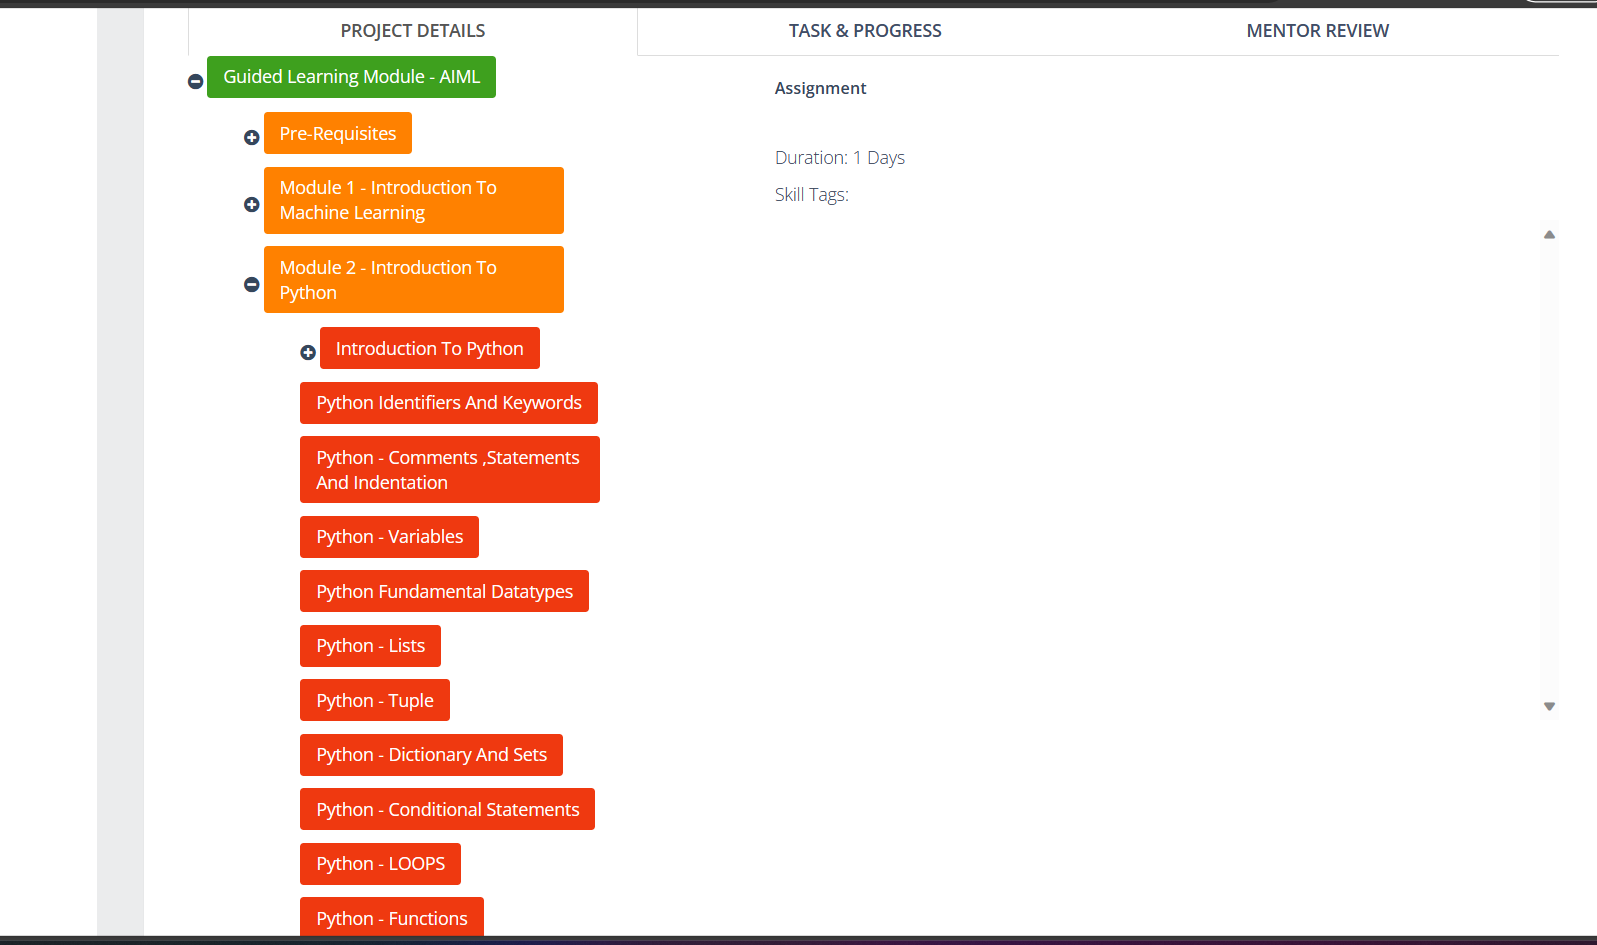 PROJECT DETAILS
TASK & PROGRESS
MENTOR REVIEW
Guided Learning Module - AIML
Pre-Requisites
Module 1 - Introduction To
Machine Learning
Module 2 - Introduction To
Python
Introduction To Python
Python Identifiers And Keywords
Python - Comments ,Statements
And Indentation
Python - Variables
Python Fundamental Datatypes
Python - Lists
Python - Tuple
Python - Dictionary And Sets
Python - Conditional Statements
Python - LOOPS
Python - Functions
Assignment
Duration: 1 Days
Skill Tags: